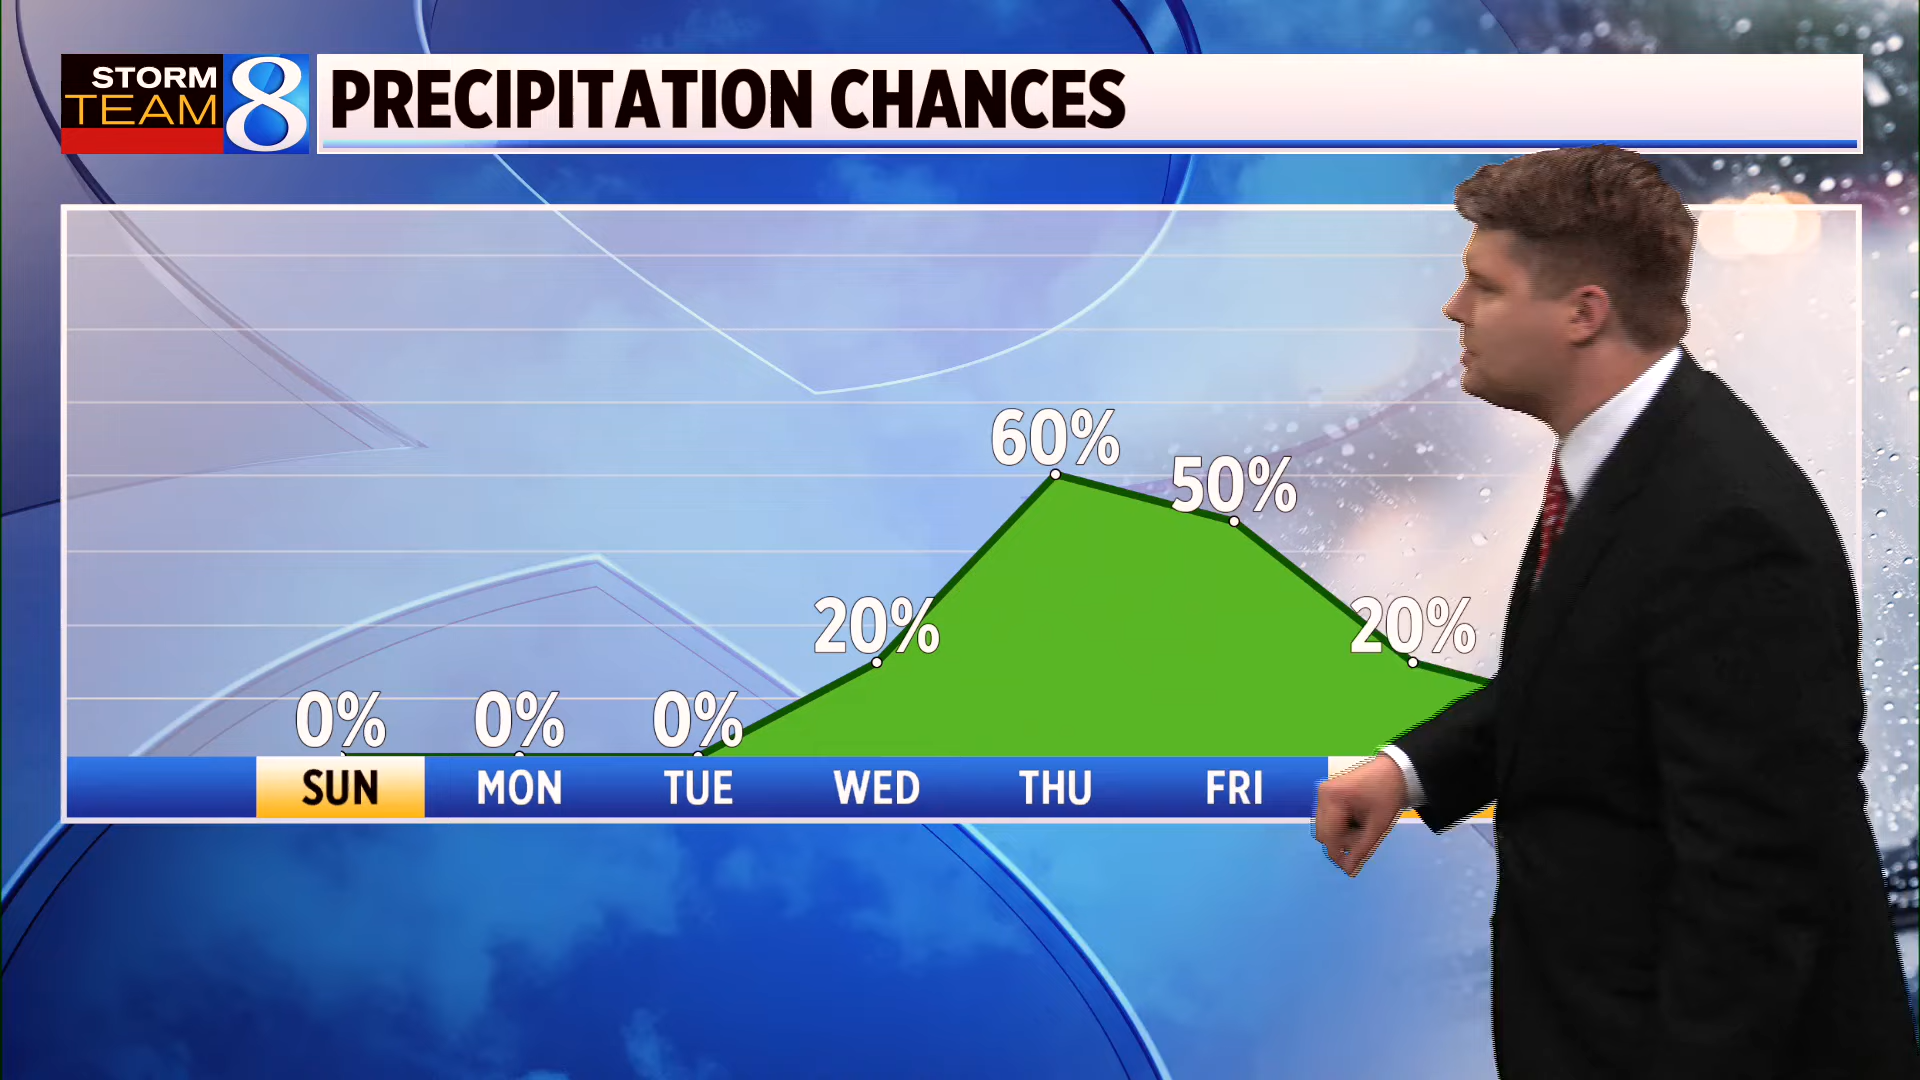 STORM
TEAM 8
PRECIPITATION CHANCES
60%
50%
20%
20%
0%
0%
0%
SUN
MON
TUE
WED
THU
FRI